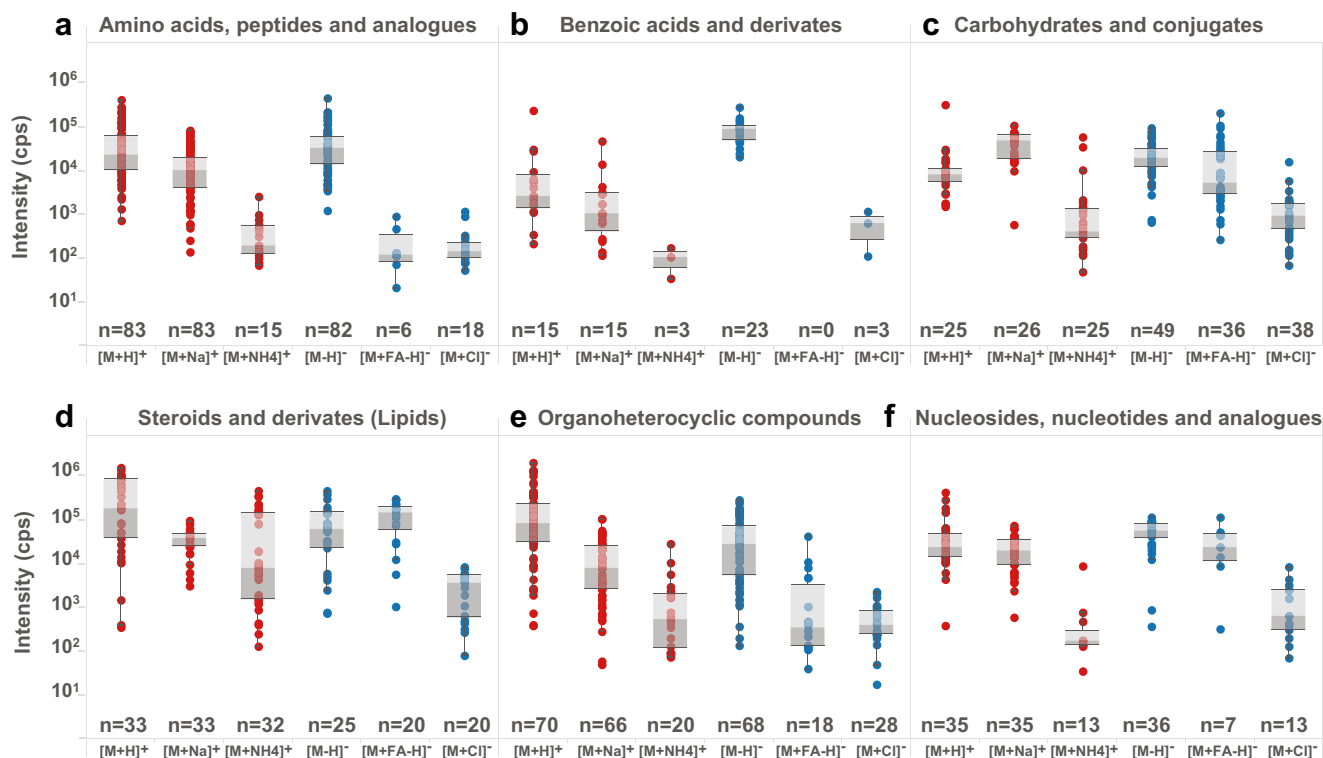 a Amino acids, peptides and analogues b Benzoic acids and derivates c Carbohydrates and conjugates
Intensity (cps)
10⁶
10⁵
10⁴
10³
10²
10¹
n=83 n=83 n=15 n=82 n=6 n=18 n=15 n=15 n=3 n=23 n=0 n=3 n=25 n=26 n=25 n=49 n=36 n=38
[M+H]⁺ [M+Na]⁺ [M+NH4]⁺ [M-H]⁻ [M+FA-H]⁻ [M+Cl]⁻ [M+H]⁺ [M+Na]⁺ [M+NH4]⁺ [M-H]⁻ [M+FA-H]⁻ [M+Cl]⁻ [M+H]⁺ [M+Na]⁺ [M+NH4]⁺ [M-H]⁻ [M+FA-H]⁻ [M+Cl]⁻
d Steroids and derivates (Lipids) e Organoheterocyclic compounds f Nucleosides, nucleotides and analogues
Intensity (cps)
10⁶
10⁵
10⁴
10³
10²
10¹
n=33 n=33 n=32 n=25 n=20 n=20 n=70 n=66 n=20 n=68 n=18 n=28 n=35 n=35 n=13 n=36 n=7 n=13
[M+H]⁺ [M+Na]⁺ [M+NH4]⁺ [M-H]⁻ [M+FA-H]⁻ [M+Cl]⁻ [M+H]⁺ [M+Na]⁺ [M+NH4]⁺ [M-H]⁻ [M+FA-H]⁻ [M+Cl]⁻ [M+H]⁺ [M+Na]⁺ [M+NH4]⁺ [M-H]⁻ [M+FA-H]⁻ [M+Cl]⁻